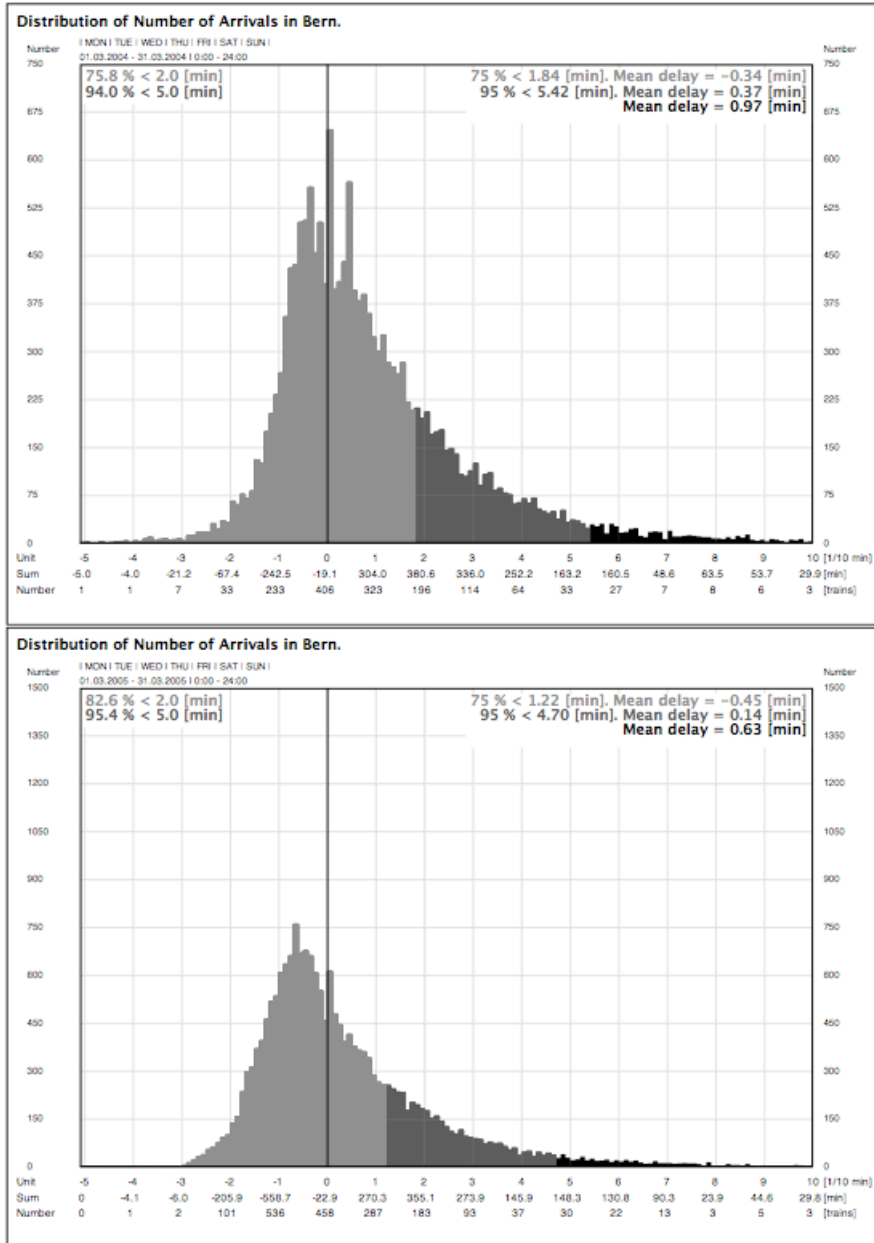 Distribution of Number of Arrivals in Bern.
Number | MON | TUE | WED | THU | FRI | SAT | SUN | Number
01.03.2004 - 31.03.2004 | 0:00 - 24:00
750 750
75.8 % < 2.0 [min] 75 % < 1.84 [min]. Mean delay = -0.34 [min]
94.0 % < 5.0 [min] 95 % < 5.42 [min]. Mean delay = 0.37 [min]
Mean delay = 0.97 [min]
675 675
600 600
525 525
450 450
375 375
300 300
225 225
150 150
75 75
0 0
Unit -5 -4 -3 -2 -1 0 1 2 3 4 5 6 7 8 9 10 [1/10 min]
Sum -5.0 -4.0 -21.2 -67.4 -242.5 -19.1 304.0 380.6 336.0 252.2 163.2 160.5 48.6 63.5 53.7 29.9 [min]
Number 1 1 7 33 233 406 323 196 114 64 33 27 7 8 6 3 [trains]
Distribution of Number of Arrivals in Bern.
Number | MON | TUE | WED | THU | FRI | SAT | SUN | Number
01.03.2005 - 31.03.2005 | 0:00 - 24:00
1500 1500
82.6 % < 2.0 [min] 75 % < 1.22 [min]. Mean delay = -0.45 [min]
95.4 % < 5.0 [min] 95 % < 4.70 [min]. Mean delay = 0.14 [min]
Mean delay = 0.63 [min]
1350 1350
1200 1200
1050 1050
900 900
750 750
600 600
450 450
300 300
150 150
0 0
Unit -5 -4 -3 -2 -1 0 1 2 3 4 5 6 7 8 9 10 [1/10 min]
Sum 0 -4.1 -6.0 -205.9 -558.7 -22.9 270.3 355.1 273.9 145.9 148.3 130.8 90.3 23.9 44.6 29.8 [min]
Number 0 1 2 101 536 458 287 183 93 37 30 22 13 3 5 3 [trains]